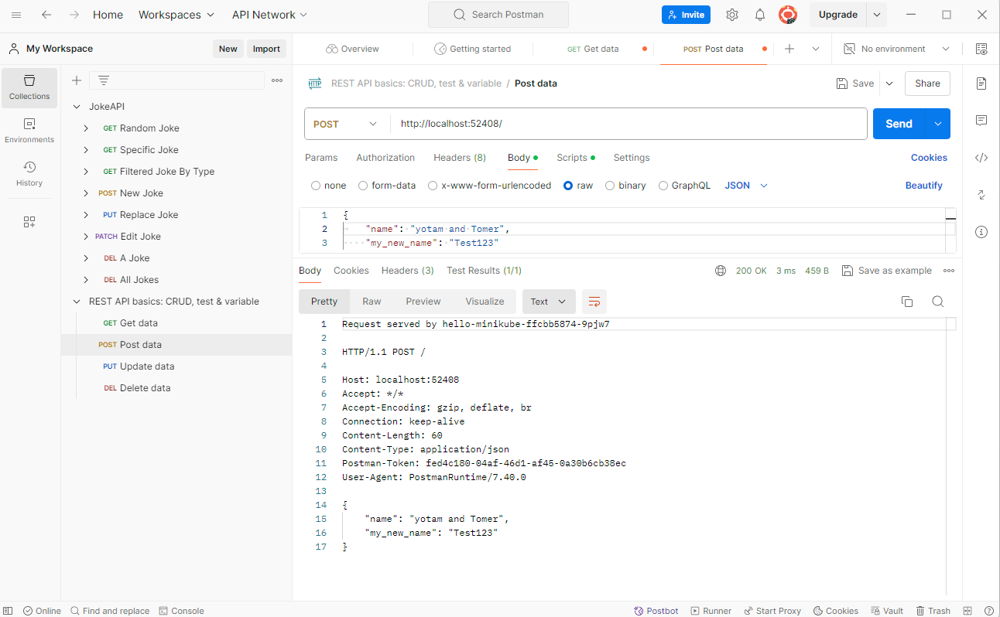 Home Workspaces API Network Search Postman Invite Upgrade
My Workspace New Import Overview Getting started GET Get data POST Post data No environment
Collections
Environments
History
JokeAPI
GET Random Joke
GET Specific Joke
GET Filtered Joke By Type
POST New Joke
PUT Replace Joke
PATCH Edit Joke
DEL A Joke
DEL All Jokes
REST API basics: CRUD, test & variable
GET Get data
POST Post data
PUT Update data
DEL Delete data
HTTP REST API basics: CRUD, test & variable / Post data Save Share
POST http://localhost:52408/ Send
Params Authorization Headers (8) Body Scripts Settings Cookies
none form-data x-www-form-urlencoded raw binary GraphQL JSON Beautify
1 {
2 "name": "yotam and Tomer",
3 "my_new_name": "Test123"
Body Cookies Headers (3) Test Results (1/1) 200 OK 3 ms 459 B Save as example
Pretty Raw Preview Visualize Text
1 Request served by hello-minikube-ffcbb5874-9pjw7
2
3 HTTP/1.1 POST /
4
5 Host: localhost:52408
6 Accept: */*
7 Accept-Encoding: gzip, deflate, br
8 Connection: keep-alive
9 Content-Length: 60
10 Content-Type: application/json
11 Postman-Token: fed4c180-04af-46d1-af45-0a30b6cb38ec
12 User-Agent: PostmanRuntime/7.40.0
13
14 {
15 "name": "yotam and Tomer",
16 "my_new_name": "Test123"
17 }
Online Find and replace Console Postbot Runner Start Proxy Cookies Vault Trash